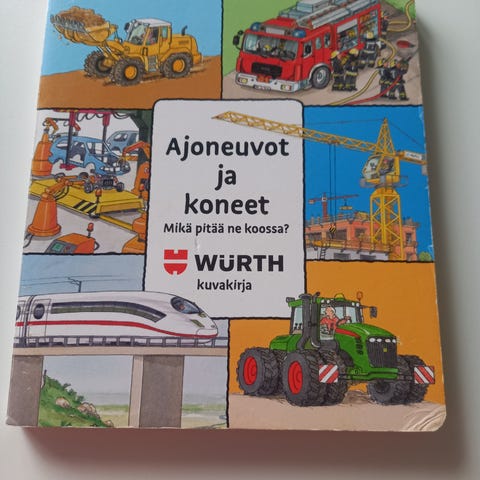 Ajoneuvot
ja
koneet
Mikä pitää ne koossa?
WÜRTH
kuvakirja